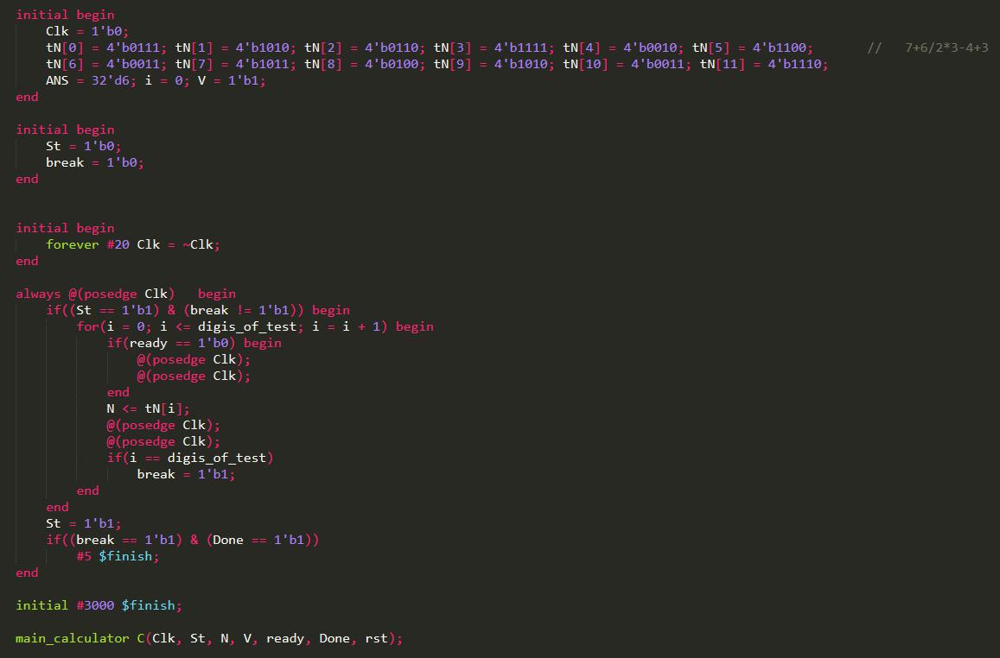 initial begin
    Clk = 1'b0;
    tN[0] = 4'b0111; tN[1] = 4'b1010; tN[2] = 4'b0110; tN[3] = 4'b1111; tN[4] = 4'b0010; tN[5] = 4'b1100;       //   7+6/2*3-4+3
    tN[6] = 4'b0011; tN[7] = 4'b1011; tN[8] = 4'b0100; tN[9] = 4'b1010; tN[10] = 4'b0011; tN[11] = 4'b1110;
    ANS = 32'd6; i = 0; V = 1'b1;
end

initial begin
    St = 1'b0;
    break = 1'b0;
end


initial begin
    forever #20 Clk = ~Clk;
end

always @(posedge Clk)   begin
    if((St == 1'b1) & (break != 1'b1)) begin
        for(i = 0; i <= digis_of_test; i = i + 1) begin
            if(ready == 1'b0) begin
                @(posedge Clk);
                @(posedge Clk);
            end
            N <= tN[i];
            @(posedge Clk);
            @(posedge Clk);
            if(i == digis_of_test)
                break = 1'b1;
        end
    end
    St = 1'b1;
    if((break == 1'b1) & (Done == 1'b1))
        #5 $finish;
end

initial #3000 $finish;

main_calculator C(Clk, St, N, V, ready, Done, rst);